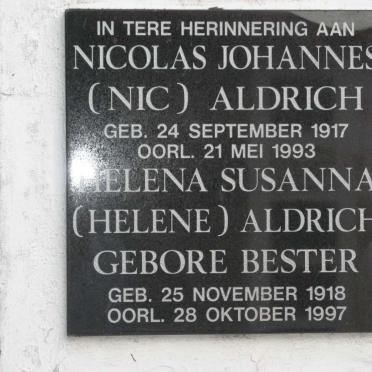 IN TERE HERINNERING AAN
NICOLAS JOHANNES
(NIC) ALDRICH
GEB. 24 SEPTEMBER 1917
OORL. 21 MEI 1993
HELENA SUSANNA
(HELENE) ALDRICH
GEBORE BESTER
GEB. 25 NOVEMBER 1918
OORL. 28 OKTOBER 1997